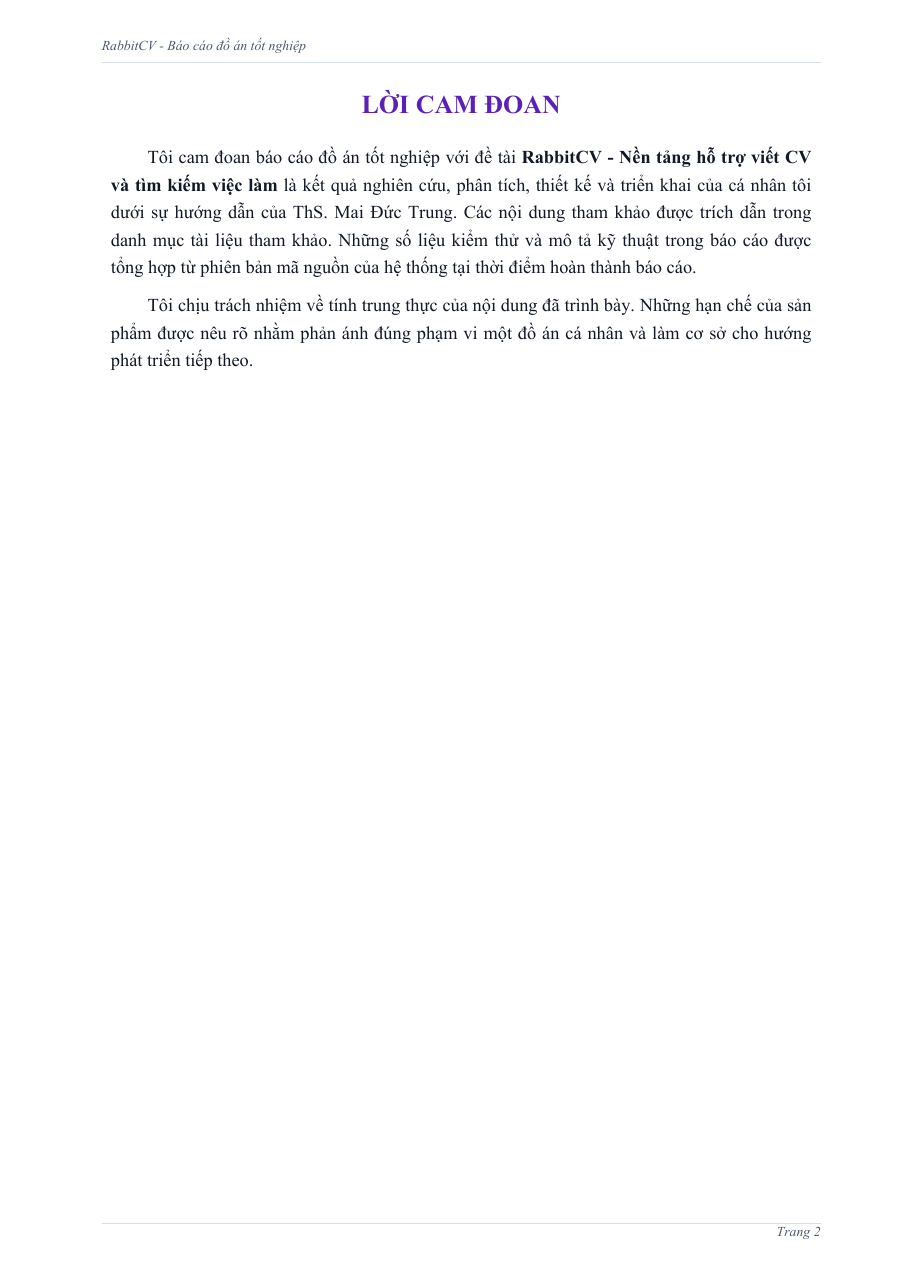 RabbitCV - Báo cáo đồ án tốt nghiệp
LỜI CAM ĐOAN
Tôi cam đoan báo cáo đồ án tốt nghiệp với đề tài RabbitCV - Nền tảng hỗ trợ viết CV
và tìm kiếm việc làm là kết quả nghiên cứu, phân tích, thiết kế và triển khai của cá nhân tôi
dưới sự hướng dẫn của ThS. Mai Đức Trung. Các nội dung tham khảo được trích dẫn trong
danh mục tài liệu tham khảo. Những số liệu kiểm thử và mô tả kỹ thuật trong báo cáo được
tổng hợp từ phiên bản mã nguồn của hệ thống tại thời điểm hoàn thành báo cáo.
Tôi chịu trách nhiệm về tính trung thực của nội dung đã trình bày. Những hạn chế của sản
phẩm được nêu rõ nhằm phản ánh đúng phạm vi một đồ án cá nhân và làm cơ sở cho hướng
phát triển tiếp theo.
Trang 2